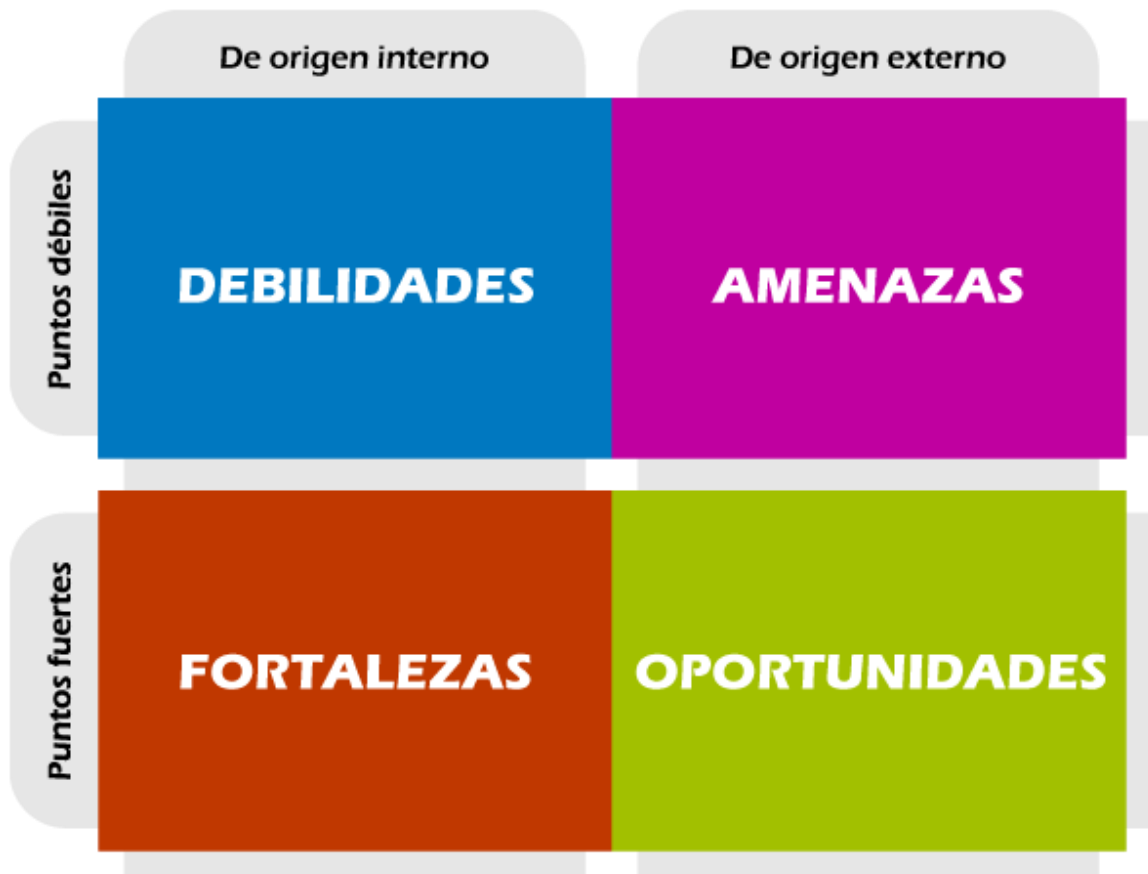 De origen interno
De origen externo
Puntos débiles
DEBILIDADES
AMENAZAS
Puntos fuertes
FORTALEZAS
OPORTUNIDADES